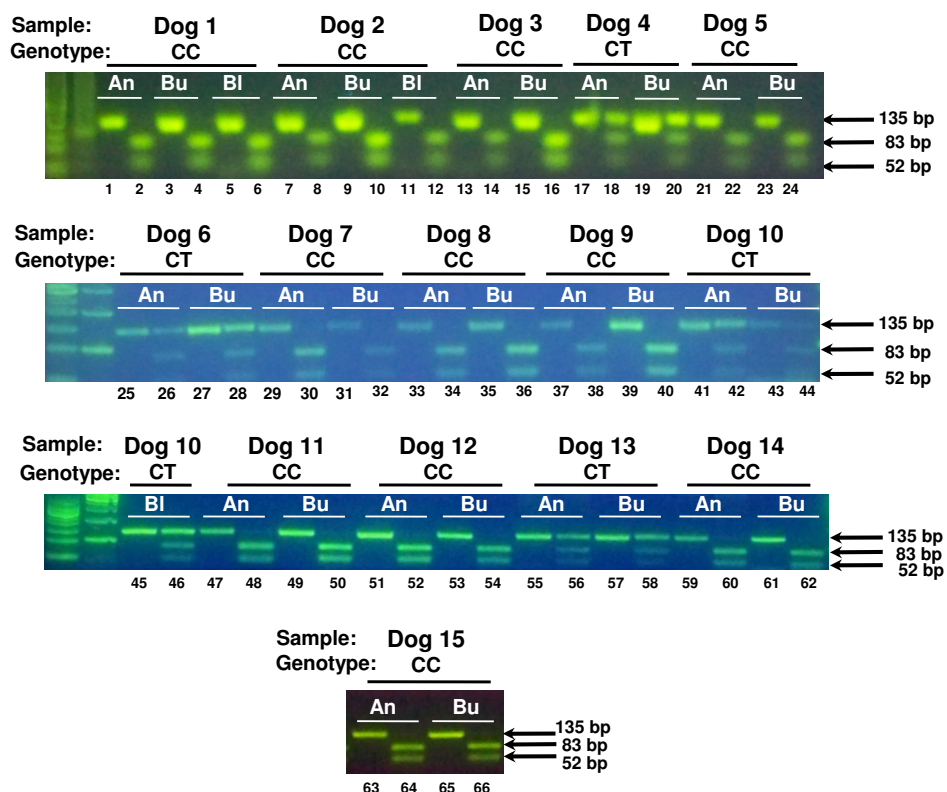 Sample: Dog 1 Dog 2 Dog 3 Dog 4 Dog 5
Genotype: CC CC CC CT CC
An Bu Bl An Bu Bl An Bu An Bu An Bu
135 bp
83 bp
52 bp
1 2 3 4 5 6 7 8 9 10 11 12 13 14 15 16 17 18 19 20 21 22 23 24
Sample: Dog 6 Dog 7 Dog 8 Dog 9 Dog 10
Genotype: CT CC CC CC CT
An Bu An Bu An Bu An Bu An Bu
135 bp
83 bp
52 bp
25 26 27 28 29 30 31 32 33 34 35 36 37 38 39 40 41 42 43 44
Sample: Dog 10 Dog 11 Dog 12 Dog 13 Dog 14
Genotype: CT CC CC CT CC
Bl An Bu An Bu An Bu An Bu
135 bp
83 bp
52 bp
45 46 47 48 49 50 51 52 53 54 55 56 57 58 59 60 61 62
Sample: Dog 15
Genotype: CC
An Bu
135 bp
83 bp
52 bp
63 64 65 66